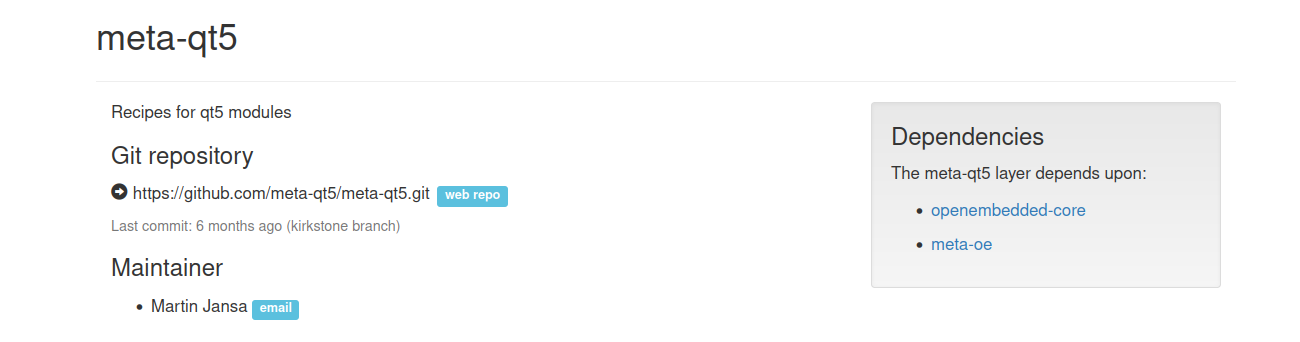 meta-qt5
Recipes for qt5 modules
Git repository
https://github.com/meta-qt5/meta-qt5.git web repo
Last commit: 6 months ago (kirkstone branch)
Maintainer
Martin Jansa email
Dependencies
The meta-qt5 layer depends upon:
openembedded-core
meta-oe